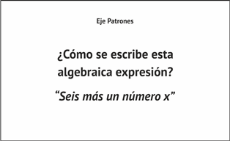 Eje Patrones
¿Cómo se escribe esta
algebraica expresión?
“Seis más un número x”